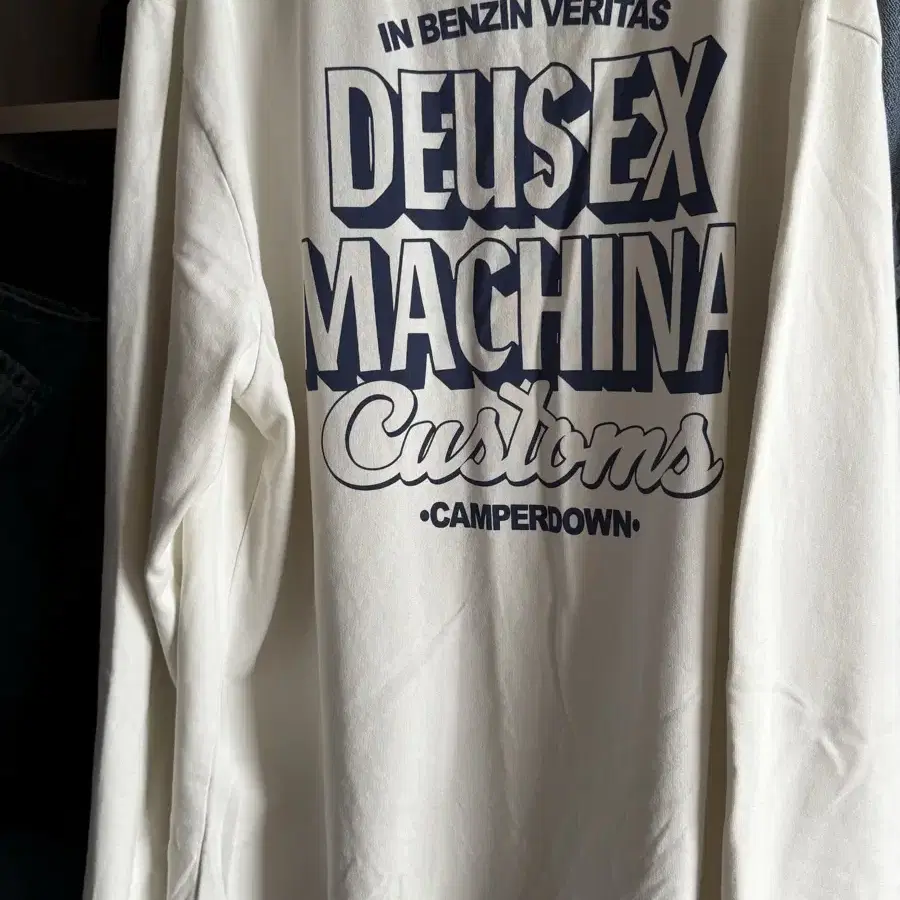 IN BENZIN VERITAS
DEUS EX
MACHINA
Customs
•CAMPERDOWN•